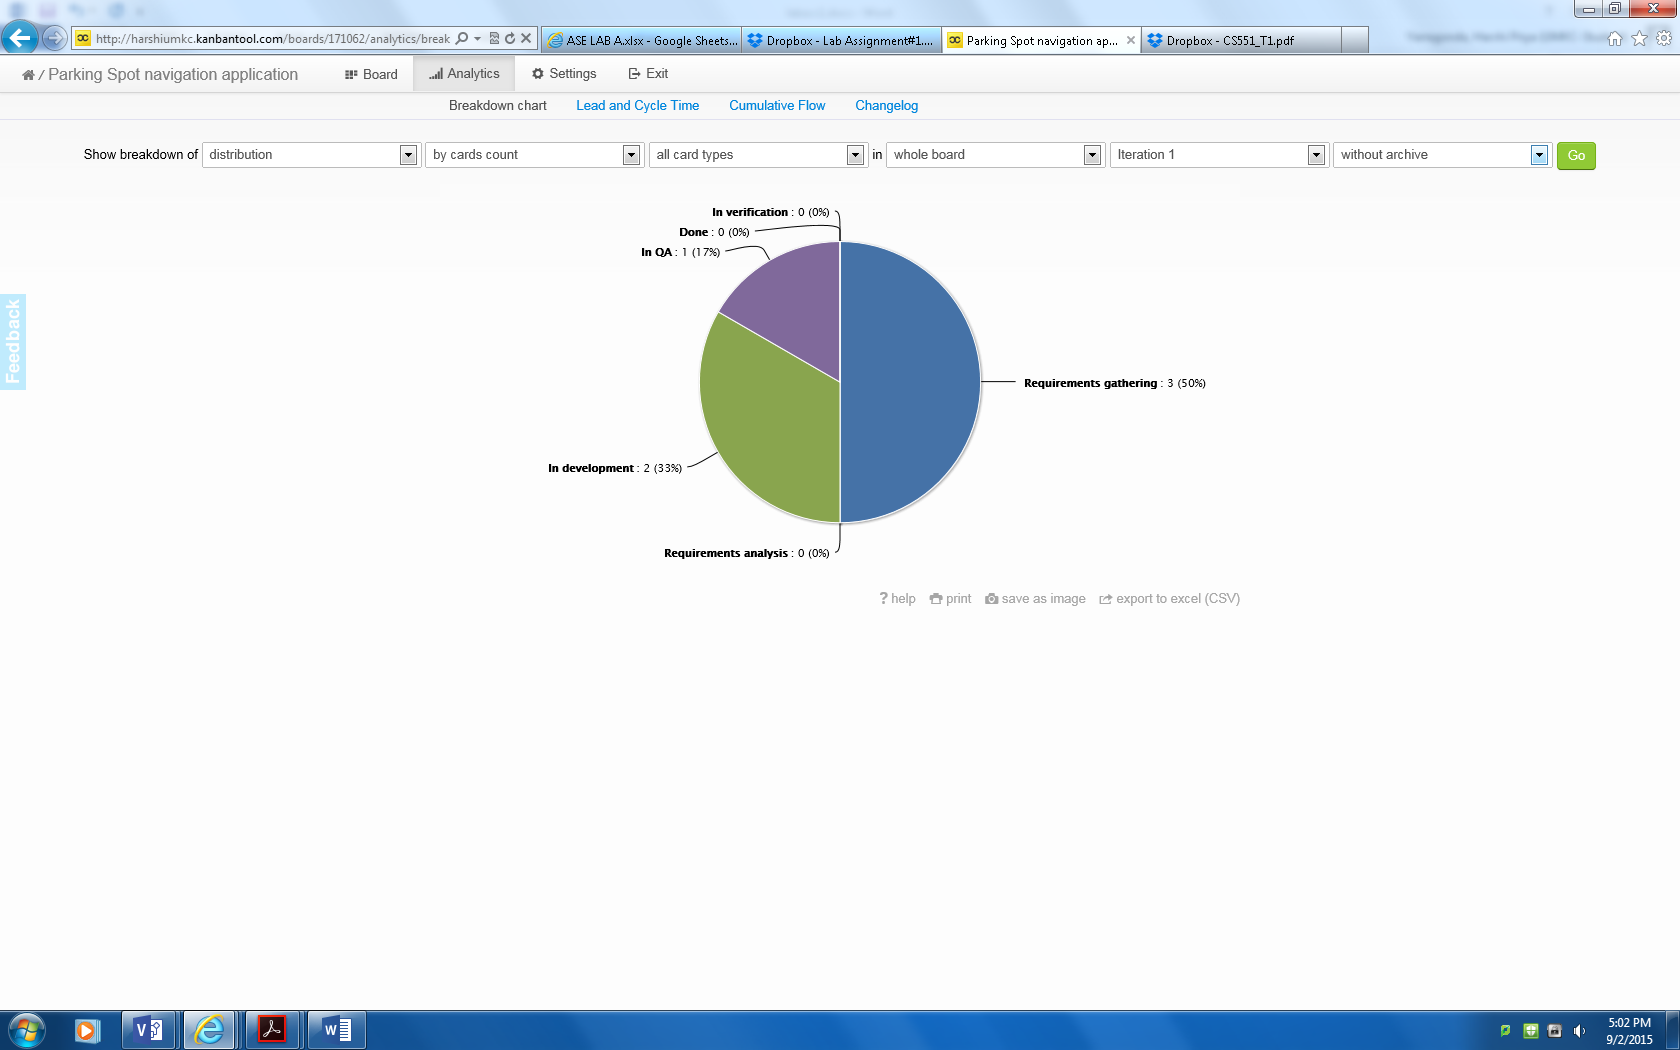 http://harshiumkc.kanbantool.com/boards/171062/analytics/break
ASE LAB A.xlsx - Google Sheets...
Dropbox - Lab Assignment#1....
Parking Spot navigation ap...
Dropbox - CS551_T1.pdf
/ Parking Spot navigation application
Board
Analytics
Settings
Exit
Breakdown chart
Lead and Cycle Time
Cumulative Flow
Changelog
Show breakdown of distribution by cards count all card types in whole board Iteration 1 without archive Go
In verification : 0 (0%)
Done : 0 (0%)
In QA : 1 (17%)
Feedback
Requirements gathering : 3 (50%)
In development : 2 (33%)
Requirements analysis : 0 (0%)
? help
print
save as image
export to excel (CSV)
5:02 PM
9/2/2015